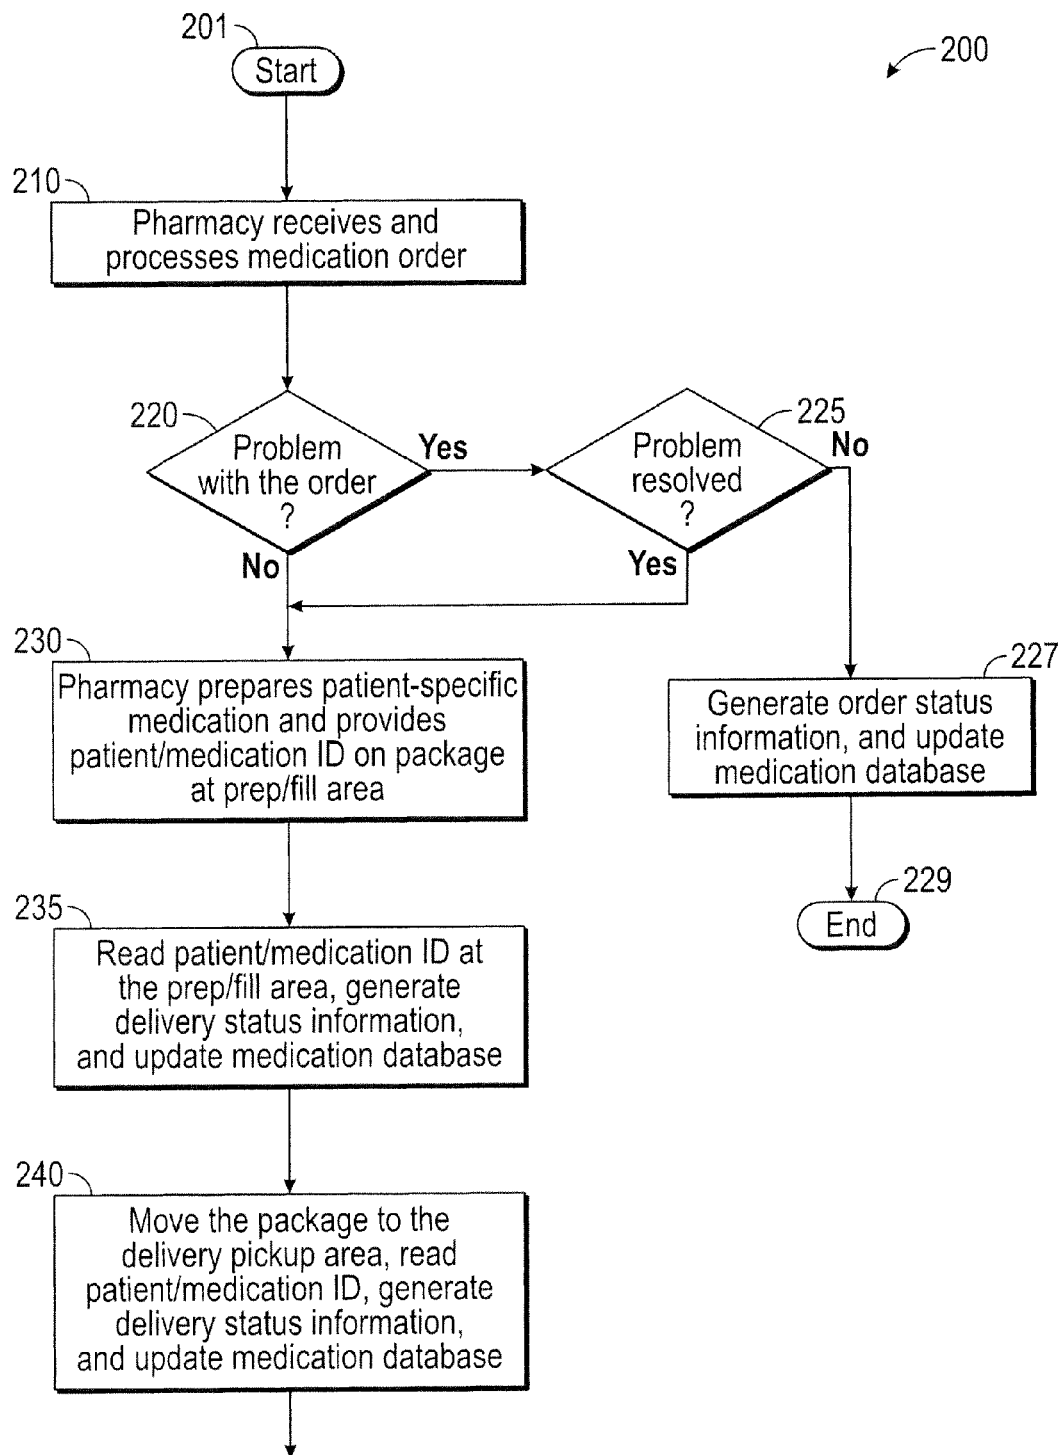 201
Start
200
210
Pharmacy receives and
processes medication order
220
Problem
with the order
?
Yes
No
225
Problem
resolved
?
No
Yes
230
Pharmacy prepares patient-specific
medication and provides
patient/medication ID on package
at prep/fill area
227
Generate order status
information, and update
medication database
229
End
235
Read patient/medication ID at
the prep/fill area, generate
delivery status information,
and update medication database
240
Move the package to the
delivery pickup area, read
patient/medication ID, generate
delivery status information,
and update medication database